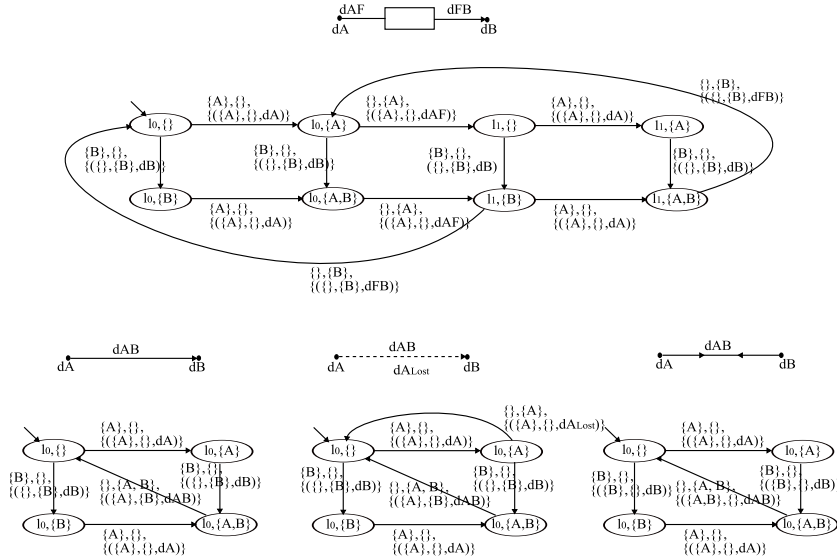 dAF dFB
dA dB
{A},{},
{({A},{},dA)}
{},{A},
{({A},{},dAF)}
{A},{},
{({A},{},dA)}
{},{B},
{({},{B},dFB)}
l0,{} l0,{A} l1,{} l1,{A}
{B},{},
{({},{B},dB)}
{B},{},
{({},{B},dB)}
{B},{},
({},{B},dB)
{B},{},
{({},{B},dB)}
l0,{B} l0,{A,B} l1,{B} l1,{A,B}
{A},{},
{({A},{},dA)}
{},{A},
{({A},{},dAF)}
{A},{},
{({A},{},dA)}
{},{B},
{({},{B},dFB)}
dAB
dA dB
{A},{},
{({A},{},dA)}
l0,{} l0,{A}
{B},{},
{({},{B},dB)}
{},{A, B},
{({A},{B},dAB)}
{B},{},
{({},{B},dB)}
l0,{B} l0,{A,B}
{A},{},
{({A},{},dA)}
dAB
dA dALost dB
{},{A},
{({A},{},dALost)}
{A},{},
{({A},{},dA)}
l0,{} l0,{A}
{B},{},
{({},{B},dB)}
{},{A, B},
{({A},{B},dAB)}
{B},{},
{({},{B},dB)}
l0,{B} l0,{A,B}
{A},{},
{({A},{},dA)}
dAB
dA dB
{A},{},
{({A},{},dA)}
l0,{} l0,{A}
{B},{},
{({B},{},dB)}
{},{A, B},
{({A,B},{},dAB)}
{B},{},
{({B},{},dB)}
l0,{B} l0,{A,B}
{A},{},
{({A},{},dA)}